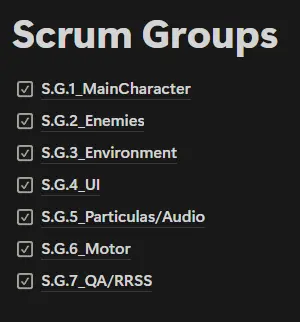 Scrum Groups
S.G.1_MainCharacter
S.G.2_Enemies
S.G.3_Environment
S.G.4_UI
S.G.5_Particulas/Audio
S.G.6_Motor
S.G.7_QA/RRSS